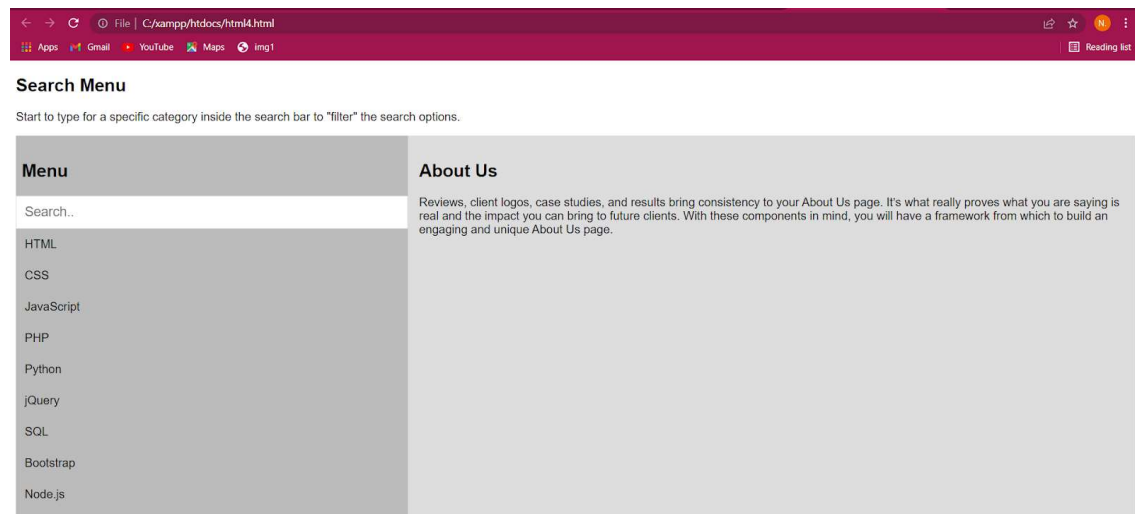 File | C:/xampp/htdocs/html4.html
N.
Apps Gmail YouTube Maps img1
Reading list
Search Menu
Start to type for a specific category inside the search bar to "filter" the search options.
Menu
Search..
HTML
CSS
JavaScript
PHP
Python
jQuery
SQL
Bootstrap
Node.js
About Us
Reviews, client logos, case studies, and results bring consistency to your About Us page. It's what really proves what you are saying is
real and the impact you can bring to future clients. With these components in mind, you will have a framework from which to build an
engaging and unique About Us page.